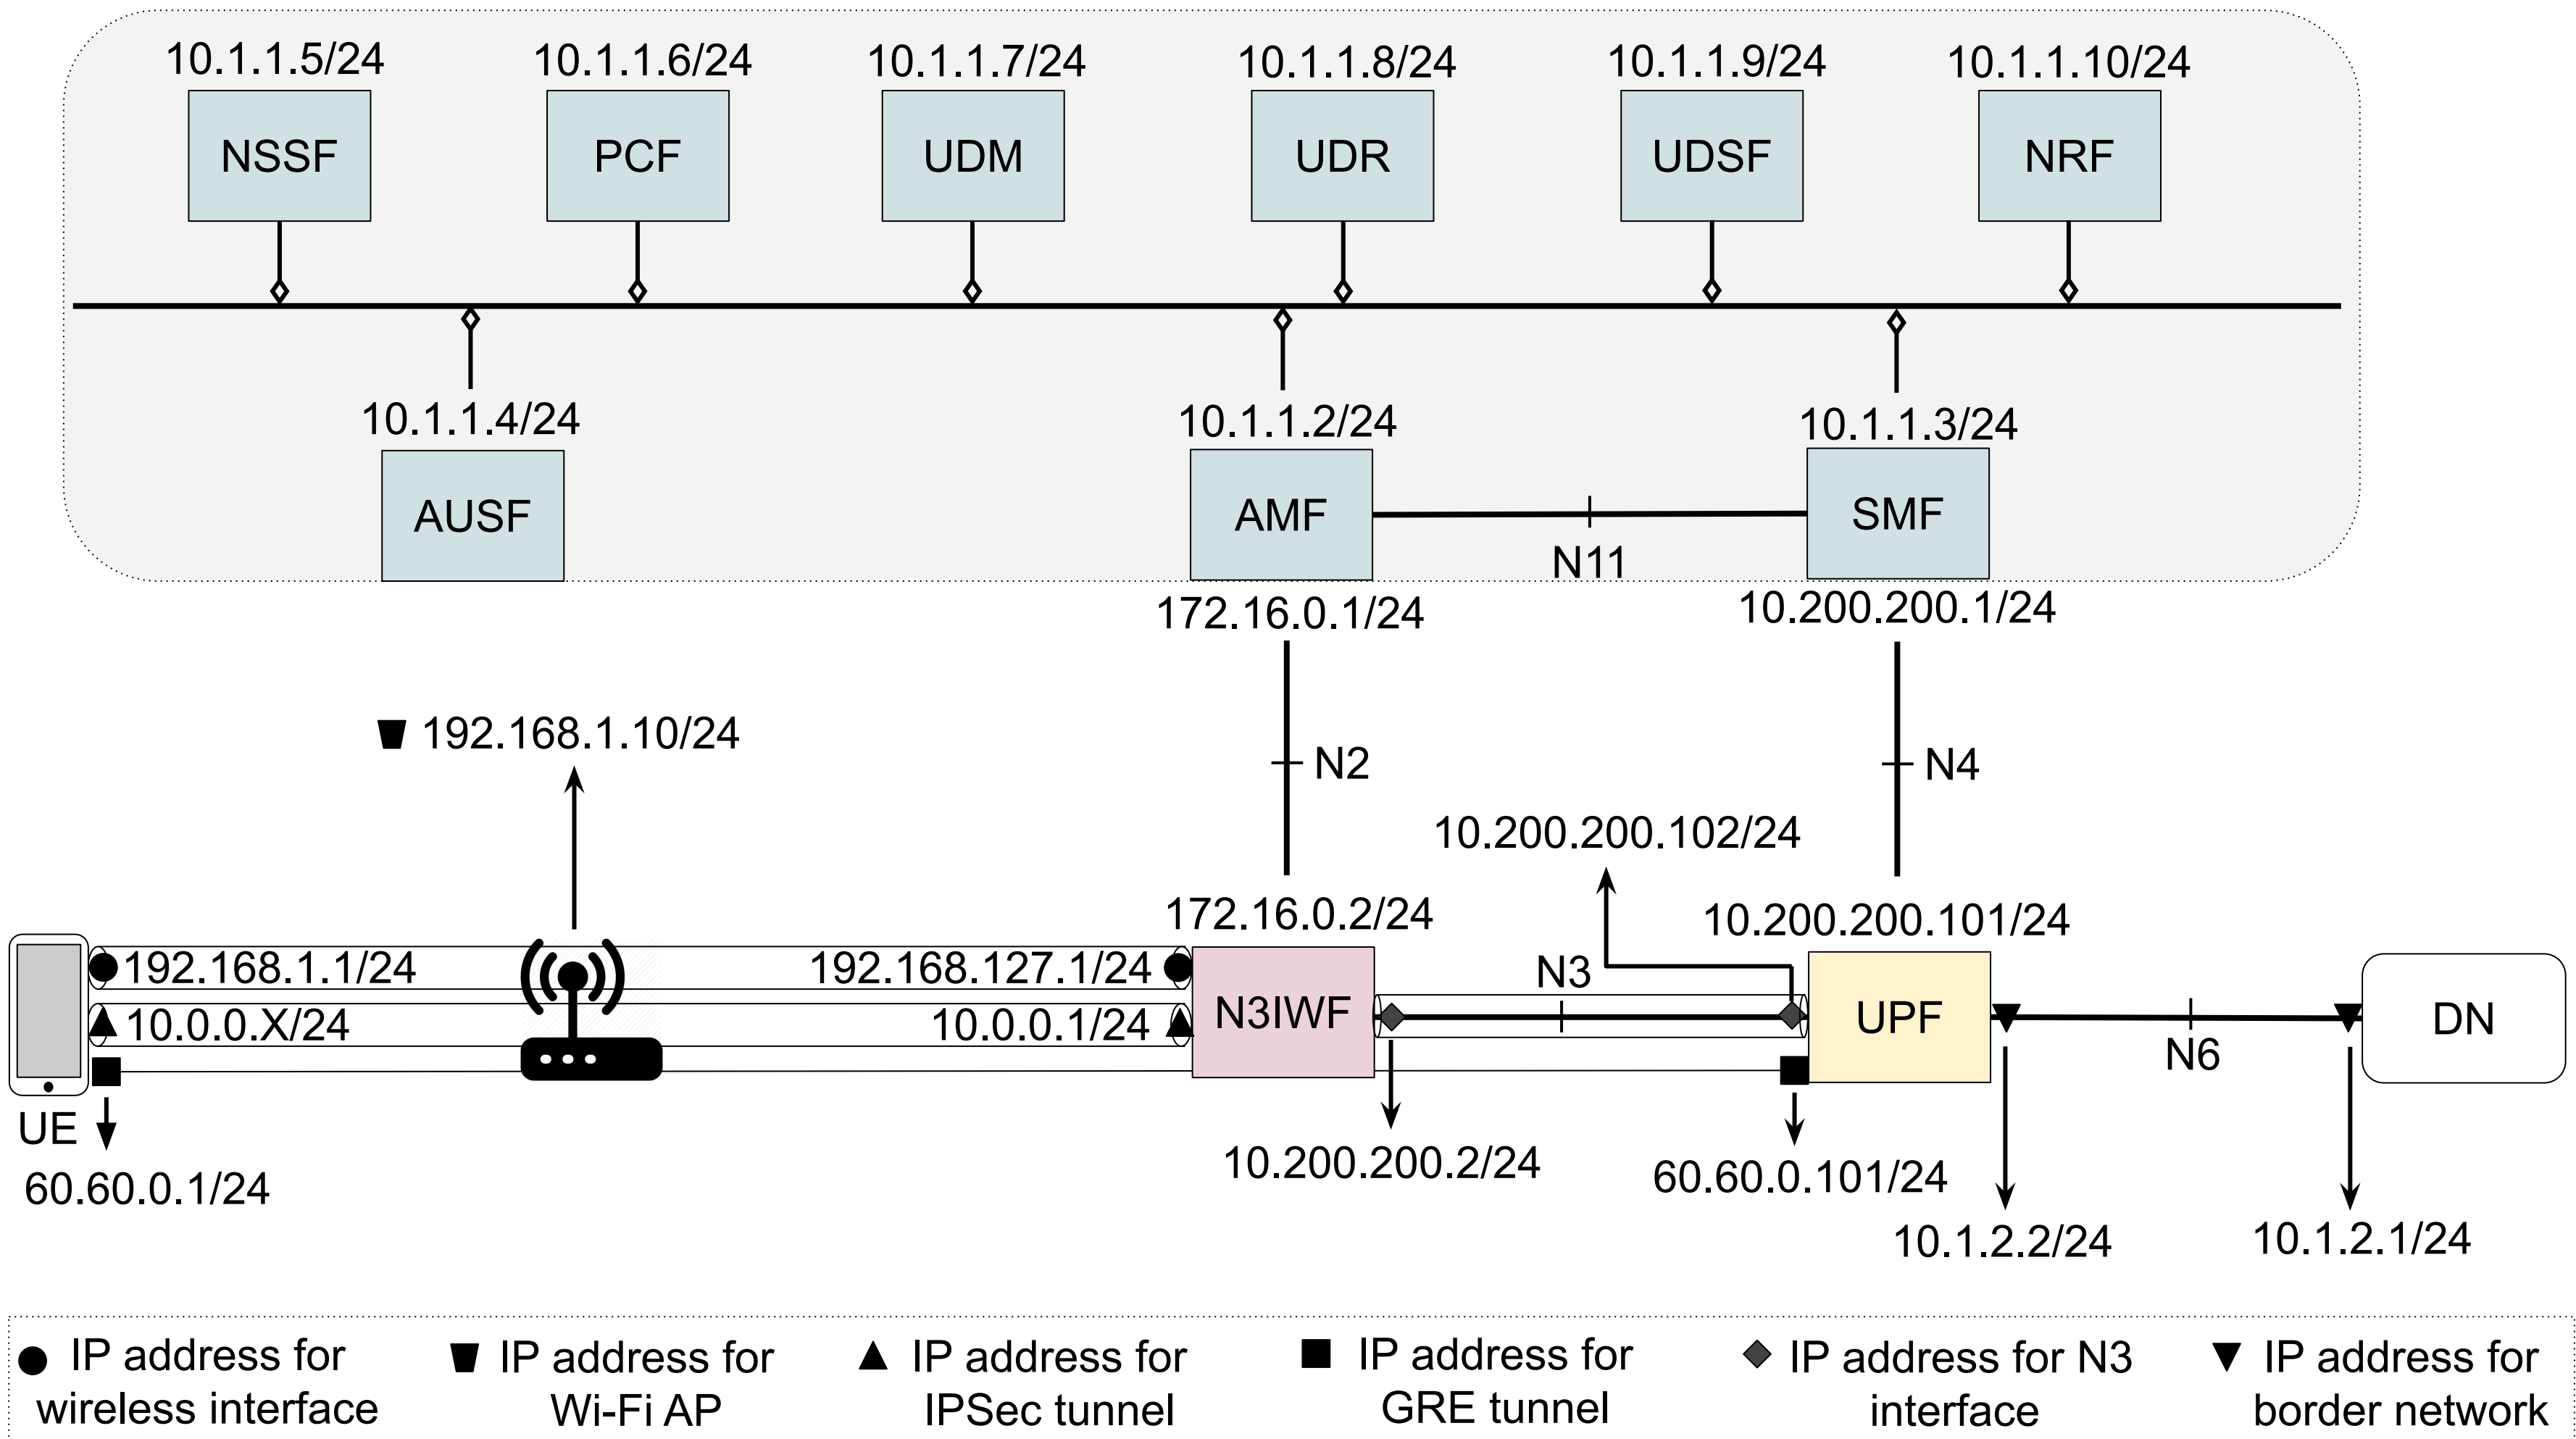 10.1.1.5/24
10.1.1.6/24
10.1.1.7/24
10.1.1.8/24
10.1.1.9/24
10.1.1.10/24
NSSF
PCF
UDM
UDR
UDSF
NRF
10.1.1.4/24
10.1.1.2/24
10.1.1.3/24
AUSF
AMF
SMF
N11
172.16.0.1/24
10.200.200.1/24
192.168.1.10/24
N2
N4
10.200.200.102/24
172.16.0.2/24
10.200.200.101/24
192.168.1.1/24
192.168.127.1/24
N3
10.0.0.X/24
10.0.0.1/24
N3IWF
UPF
DN
N6
UE
60.60.0.1/24
10.200.200.2/24
60.60.0.101/24
10.1.2.2/24
10.1.2.1/24
IP address for
wireless interface
IP address for
Wi-Fi AP
IP address for
IPSec tunnel
IP address for
GRE tunnel
IP address for N3
interface
IP address for
border network